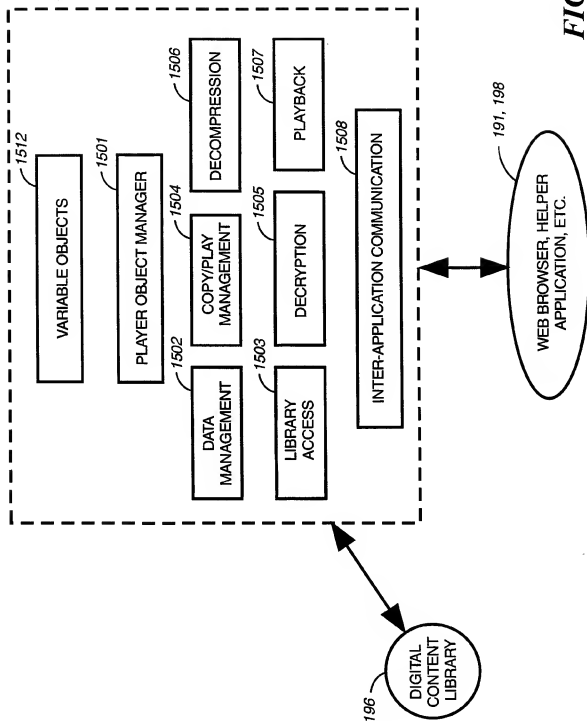 1512
VARIABLE OBJECTS
1501
PLAYER OBJECT MANAGER
1502
DATA
MANAGEMENT
1504
COPY/PLAY
MANAGEMENT
1506
DECOMPRESSION
1503
LIBRARY
ACCESS
1505
DECRYPTION
1507
PLAYBACK
1508
INTER-APPLICATION COMMUNICATION
196
DIGITAL
CONTENT
LIBRARY
191, 198
WEB BROWSER, HELPER
APPLICATION, ETC.
FIG